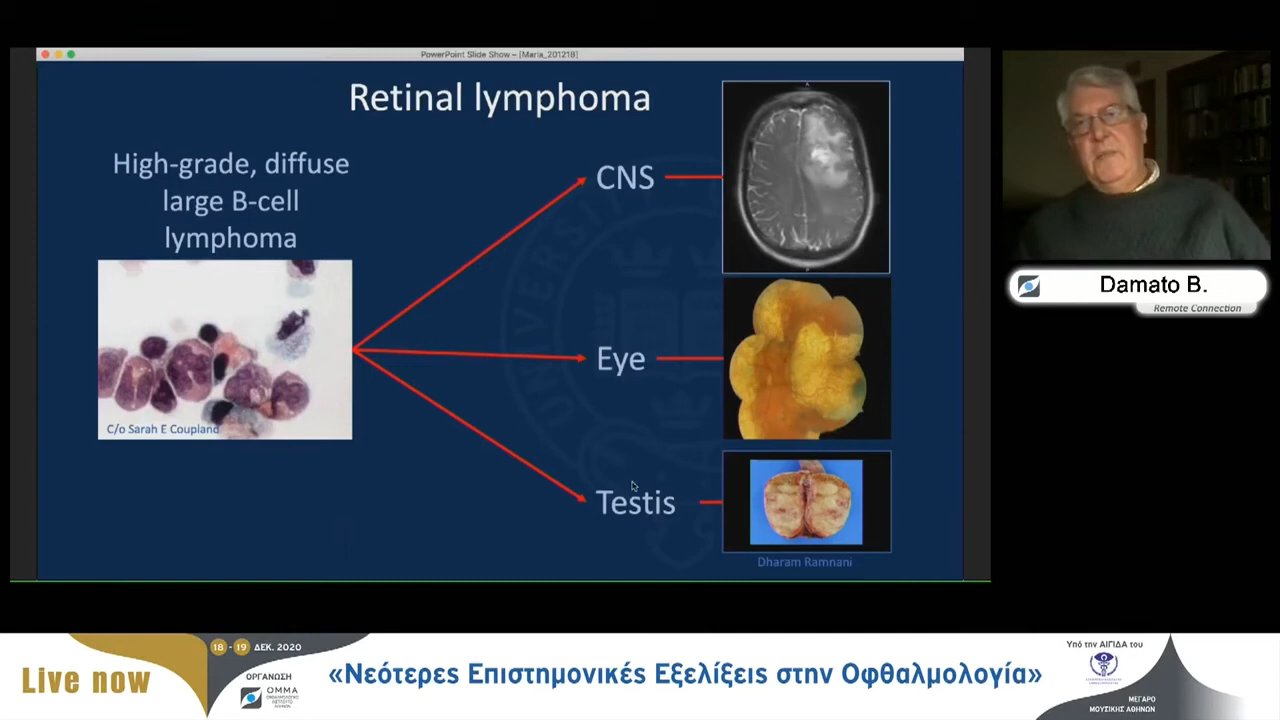 PowerPoint Slide Show – [Maria_201218]
Retinal lymphoma
High-grade, diffuse
large B-cell
lymphoma
C/o Sarah E Coupland
CNS
Eye
Testis
Dharam Ramnani
UNIVERSITY
Damato B.
Remote Connection
Live now
18 - 19 ΔΕΚ. 2020
ΟΡΓΑΝΩΣΗ
ΟΜΜΑ
«Νεότερες Επιστημονικές Εξελίξεις στην Οφθαλμολογία»
Υπό την ΑΙΓΙΔΑ του
ΜΕΓΑΡΟ
ΜΟΥΣΙΚΗΣ ΑΘΗΝΩΝ